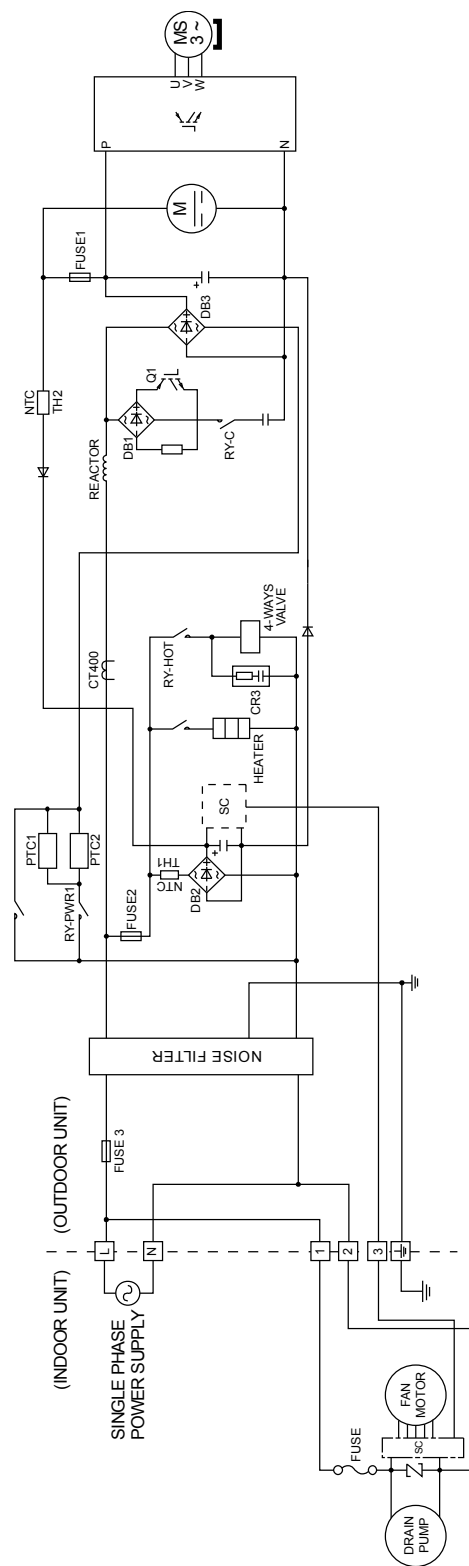 MS
3 ~
U
V
W
P
N
M
FUSE1
+
DB3
NTC
TH2
Q1
DB1
RY-C
REACTOR
CT400
RY-HOT
4-WAYS
VALVE
CR3
HEATER
SC
+
PTC1
PTC2
RY-PWR1
FUSE2
NTC
TH1
DB2
NOISE FILTER
FUSE 3
(OUTDOOR UNIT)
(INDOOR UNIT)
L
N
1
2
3
SINGLE PHASE
POWER SUPPLY
FUSE
FAN
MOTOR
SC
DRAIN
PUMP